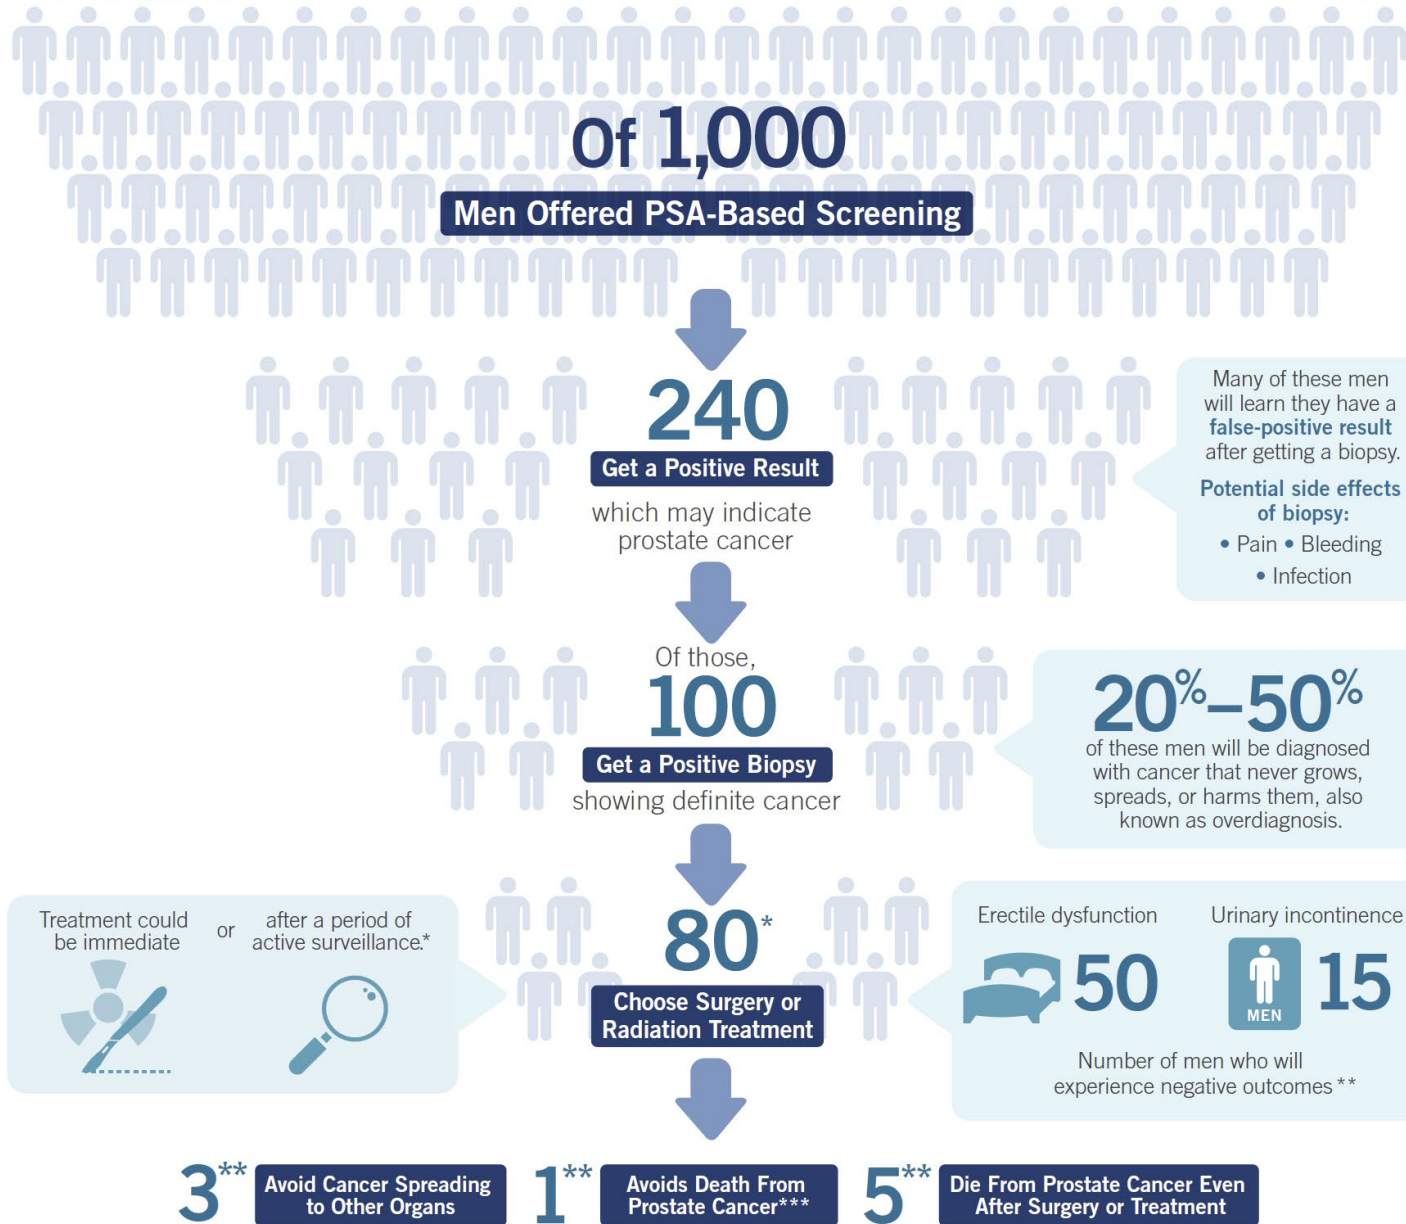 Of 1,000
Men Offered PSA-Based Screening
240
Get a Positive Result
which may indicate
prostate cancer
Many of these men
will learn they have a
false-positive result
after getting a biopsy.
Potential side effects
of biopsy:
• Pain • Bleeding
• Infection
Of those,
100
Get a Positive Biopsy
showing definite cancer
20%–50%
of these men will be diagnosed
with cancer that never grows,
spreads, or harms them, also
known as overdiagnosis.
Treatment could
be immediate
or
after a period of
active surveillance.*
80*
Choose Surgery or
Radiation Treatment
Erectile dysfunction
50
Urinary incontinence
MEN
15
Number of men who will
experience negative outcomes**
3**
Avoid Cancer Spreading
to Other Organs
1**
Avoids Death From
Prostate Cancer***
5**
Die From Prostate Cancer Even
After Surgery or Treatment